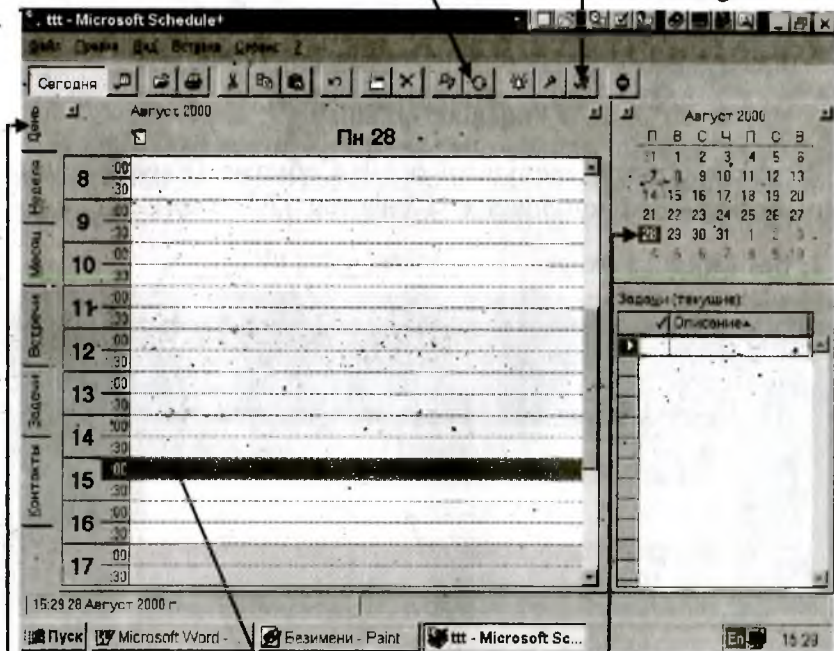 ttt - Microsoft Schedule+
Файл Правка Вид Вставка Сервис ?
Сегодня
Август 2000
Пн 28
День
Неделя
Месяц
Встречи
Задачи
Контакты
8 :00
:30
9 :00
:30
10 :00
:30
11 :00
:30
12 :00
:30
13 :00
:30
14 :00
:30
15 :00
:30
16 :00
:30
17 :00
:30
Август 2000
П В С Ч П С В
31 1 2 3 4 5 6
7 8 9 10 11 12 13
14 15 16 17 18 19 20
21 22 23 24 25 26 27
28 29 30 31 1 2 3
4 5 6 7 8 9 10
Задачи (текущие)
Описание
15:29 28 Август 2000 г.
Пуск Microsoft Word - Безимени - Paint ttt - Microsoft Sc... En 15:29